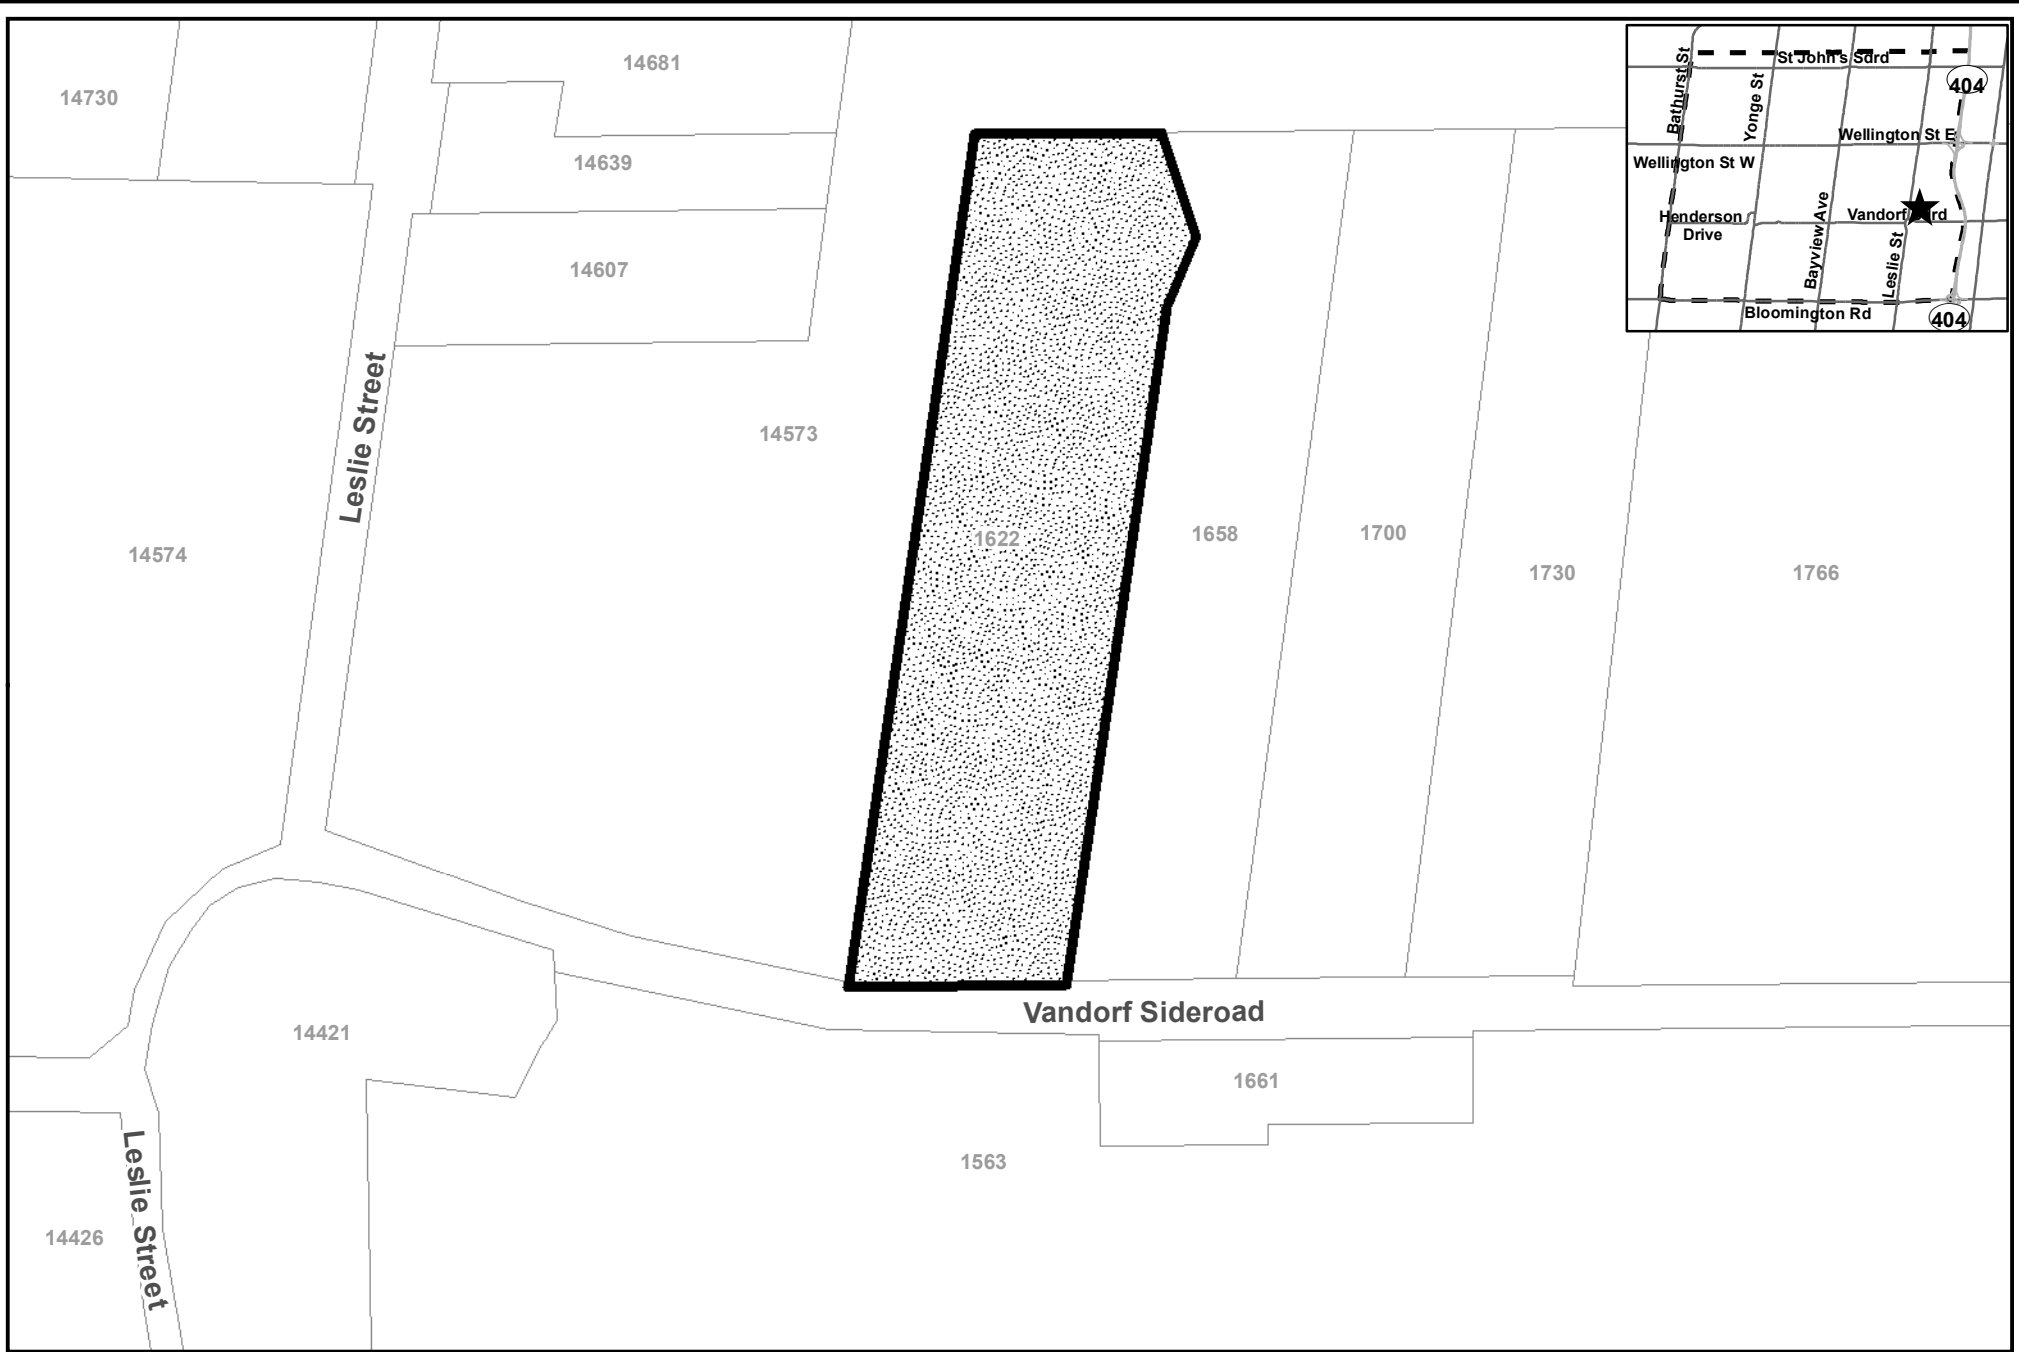 14681
14730
14639
14607
Leslie Street
14573
14574
1622
1658
1700
1730
1766
Vandorf Sideroad
14421
1661
1563
Leslie Street
14426
St John's Sdrd
Bathurst St
Yonge St
404
Wellington St E
Wellington St W
Henderson
Drive
Bayview Ave
Vandorf
Leslie St
Bloomington Rd
404